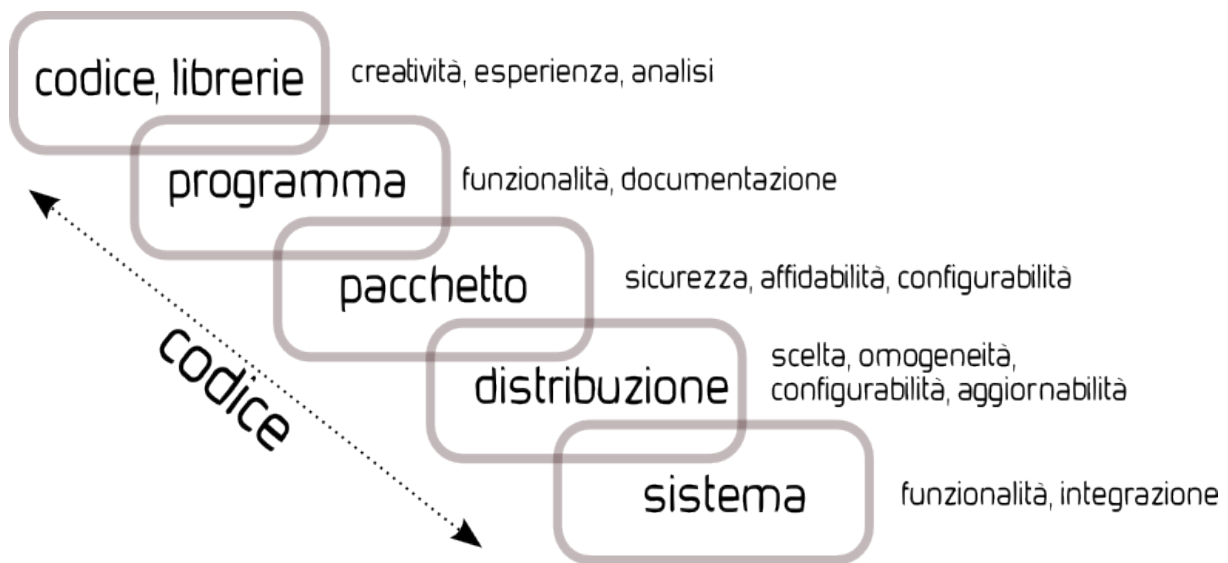 codice, librerie
creatività, esperienza, analisi
programma
funzionalità, documentazione
pacchetto
sicurezza, affidabilità, configurabilità
distribuzione
scelta, omogeneità,
configurabilità, aggiornabilità
codice
sistema
funzionalità, integrazione